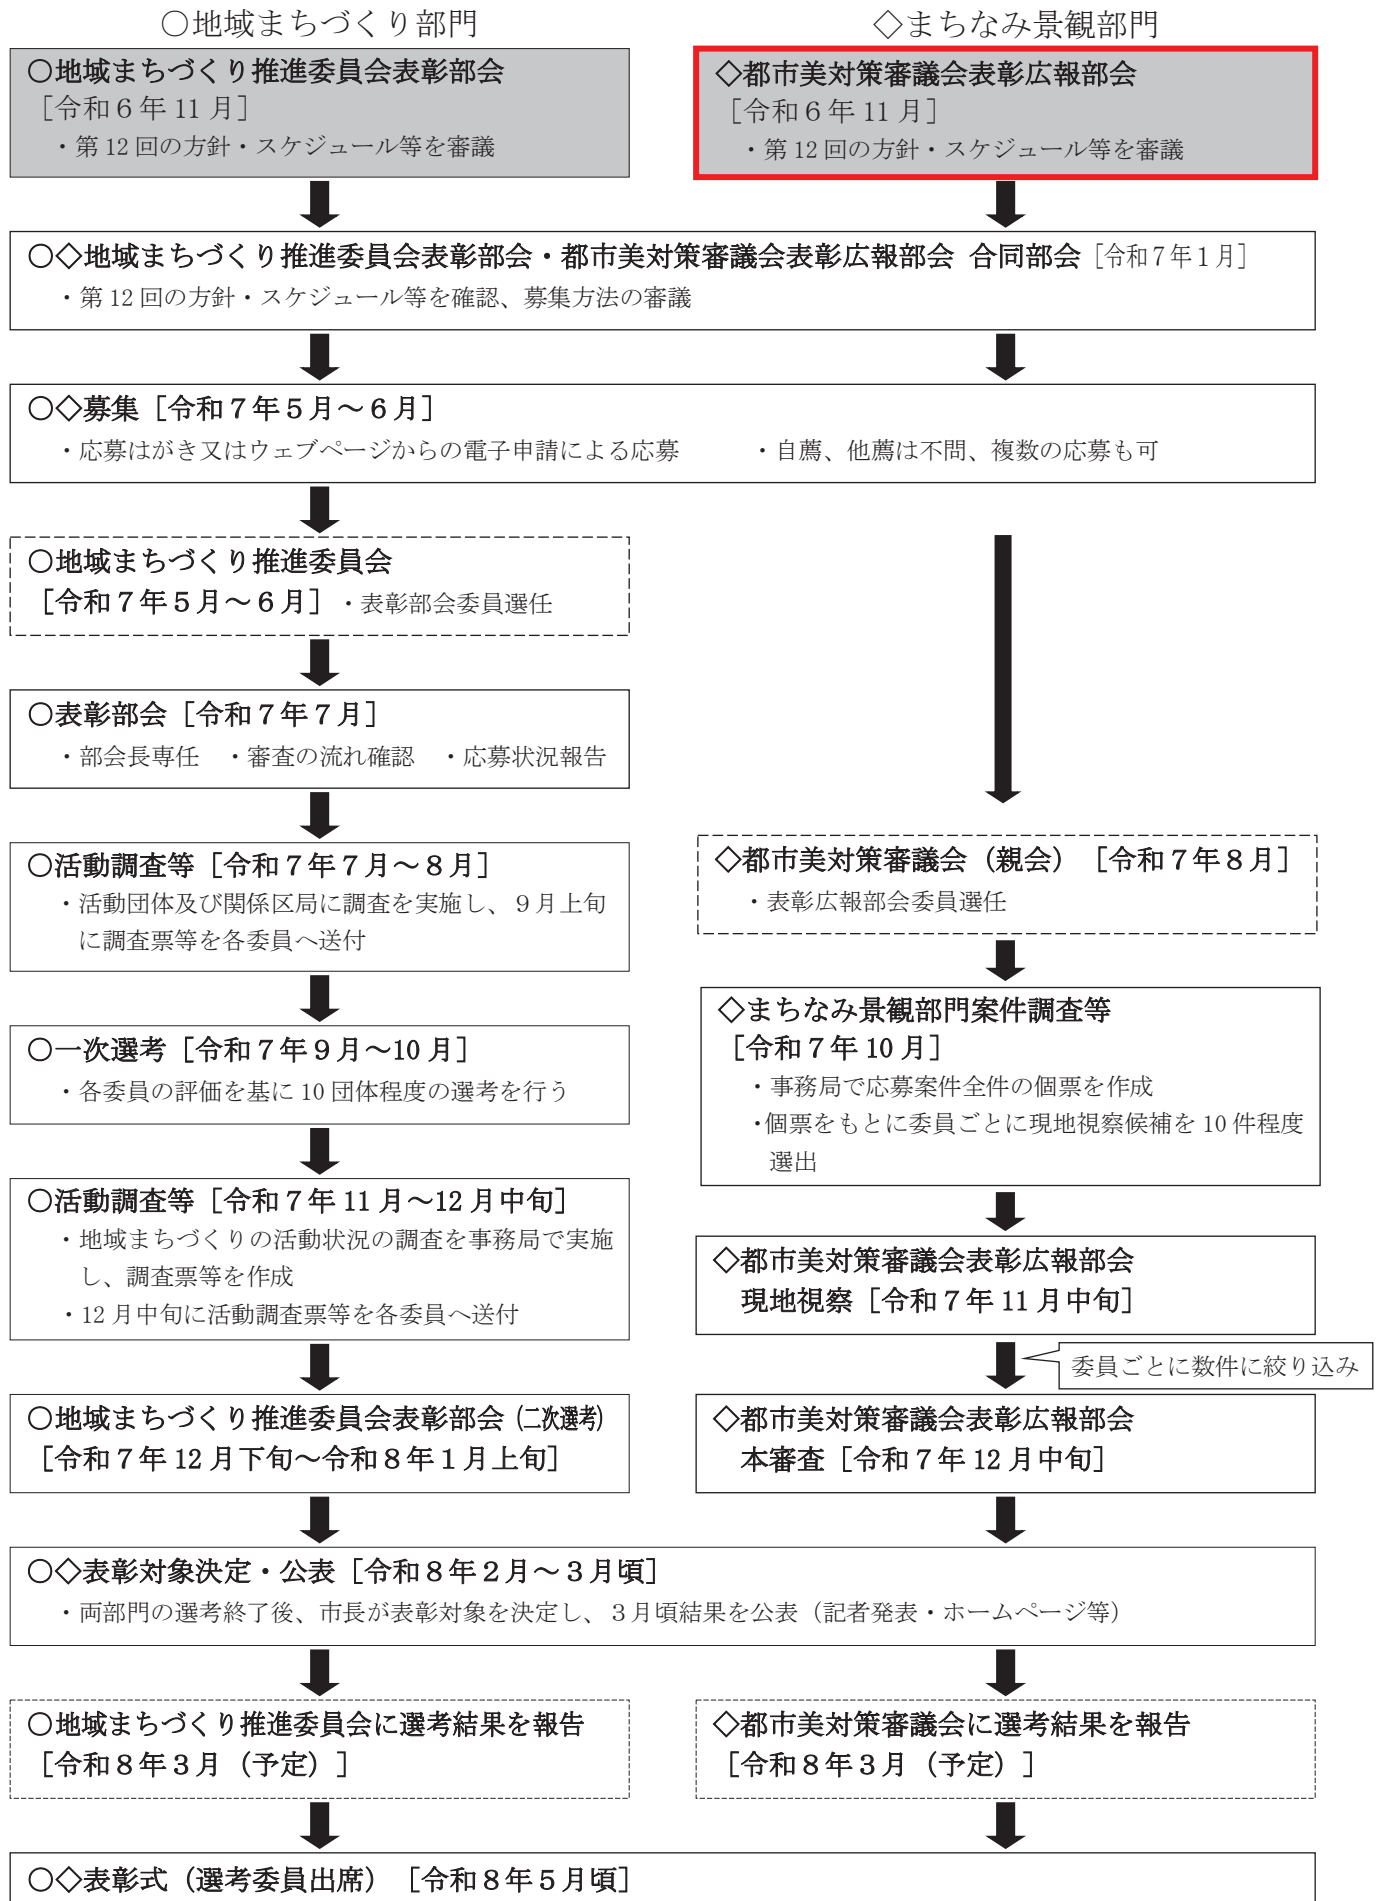 〇地域まちづくり部門
◇まちなみ景観部門
〇地域まちづくり推進委員会表彰部会
［令和６年 11 月］
・第 12 回の方針・スケジュール等を審議
◇都市美対策審議会表彰広報部会
［令和６年 11 月］
・第 12 回の方針・スケジュール等を審議
〇◇地域まちづくり推進委員会表彰部会・都市美対策審議会表彰広報部会 合同部会［令和７年１月］
・第 12 回の方針・スケジュール等を確認、募集方法の審議
〇◇募集［令和７年５月～６月］
・応募はがき又はウェブページからの電子申請による応募　　・自薦、他薦は不問、複数の応募も可
〇地域まちづくり推進委員会
［令和７年５月～６月］・表彰部会委員選任
〇表彰部会［令和７年７月］
・部会長専任　・審査の流れ確認　・応募状況報告
〇活動調査等［令和７年７月～８月］
・活動団体及び関係区局に調査を実施し、９月上旬
に調査票等を各委員へ送付
◇都市美対策審議会（親会）［令和７年８月］
・表彰広報部会委員選任
◇まちなみ景観部門案件調査等
［令和７年 10 月］
・事務局で応募案件全件の個票を作成
・個票をもとに委員ごとに現地視察候補を 10 件程度
選出
〇一次選考［令和７年９月～10 月］
・各委員の評価を基に 10 団体程度の選考を行う
〇活動調査等［令和７年 11 月～12 月中旬］
・地域まちづくりの活動状況の調査を事務局で実施
し、調査票等を作成
・12 月中旬に活動調査票等を各委員へ送付
◇都市美対策審議会表彰広報部会
現地視察［令和７年 11 月中旬］
委員ごとに数件に絞り込み
〇地域まちづくり推進委員会表彰部会（二次選考）
［令和７年 12 月下旬～令和８年１月上旬］
◇都市美対策審議会表彰広報部会
本審査［令和７年 12 月中旬］
〇◇表彰対象決定・公表［令和８年２月～３月頃］
・両部門の選考終了後、市長が表彰対象を決定し、３月頃結果を公表（記者発表・ホームページ等）
〇地域まちづくり推進委員会に選考結果を報告
［令和８年３月（予定）］
◇都市美対策審議会に選考結果を報告
［令和８年３月（予定）］
〇◇表彰式（選考委員出席）［令和８年５月頃］